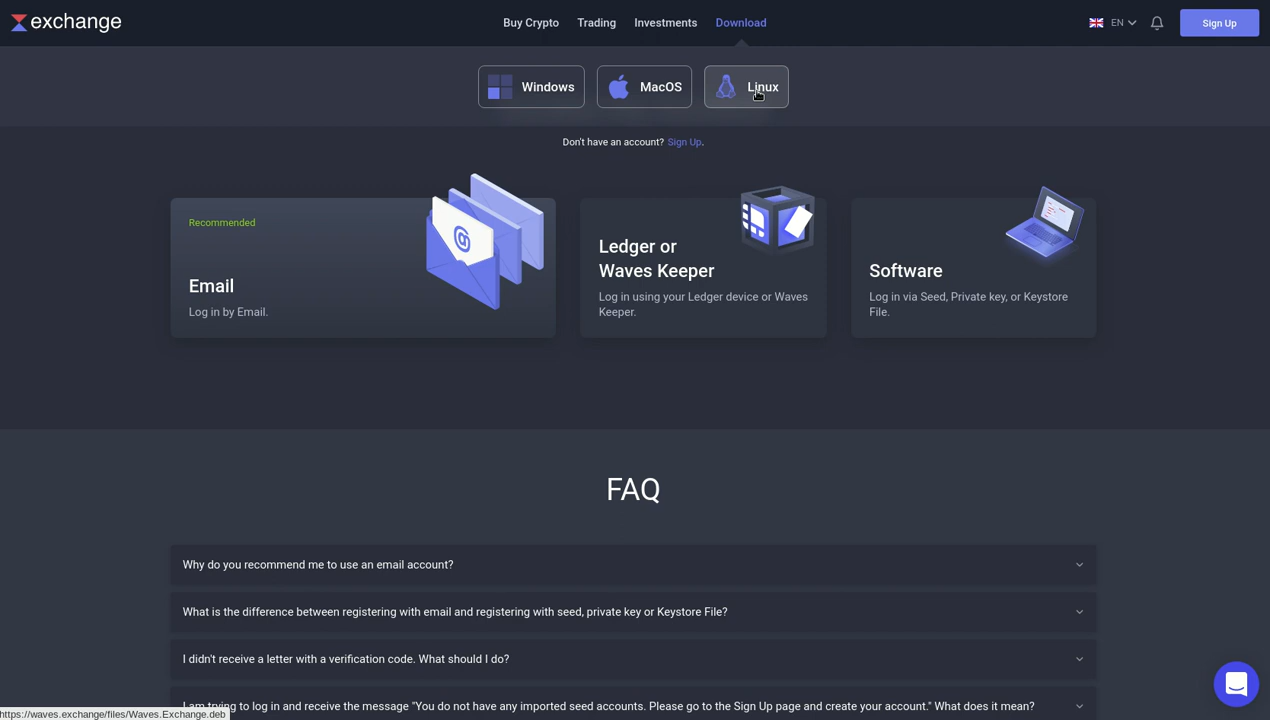 exchange
Buy Crypto
Trading
Investments
Download
EN
Sign Up
Windows
MacOS
Linux
Don't have an account? Sign Up.
Recommended
Email
Log in by Email.
Ledger or
Waves Keeper
Log in using your Ledger device or Waves
Keeper.
Software
Log in via Seed, Private key, or Keystore
File.
FAQ
Why do you recommend me to use an email account?
What is the difference between registering with email and registering with seed, private key or Keystore File?
I didn't receive a letter with a verification code. What should I do?
I am trying to log in and receive the message "You do not have any imported seed accounts. Please go to the Sign Up page and create your account." What does it mean?
https://waves.exchange/files/Waves.Exchange.deb